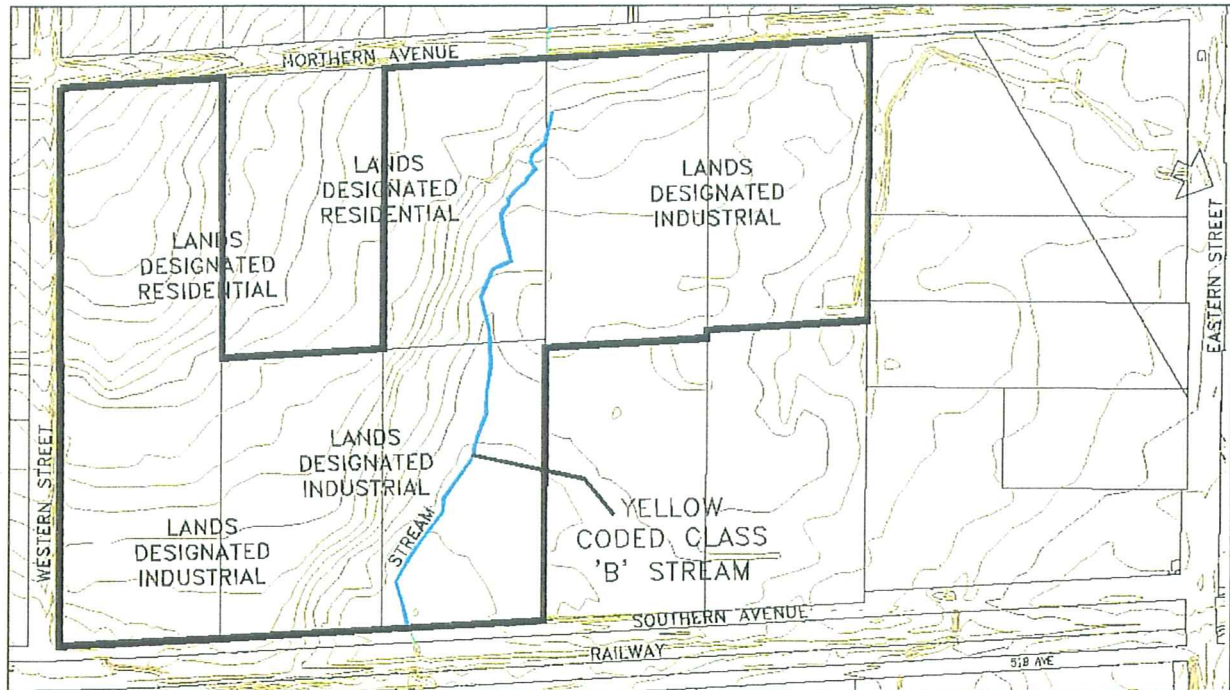 NORTHERN AVENUE
LANDS
DESIGNATED
RESIDENTIAL
LANDS
DESIGNATED
INDUSTRIAL
LANDS
DESIGNATED
RESIDENTIAL
EASTERN STREET
WESTERN STREET
LANDS
DESIGNATED
INDUSTRIAL
LANDS
DESIGNATED
INDUSTRIAL
STREAM
YELLOW
CODED CLASS
'B' STREAM
SOUTHERN AVENUE
RAILWAY